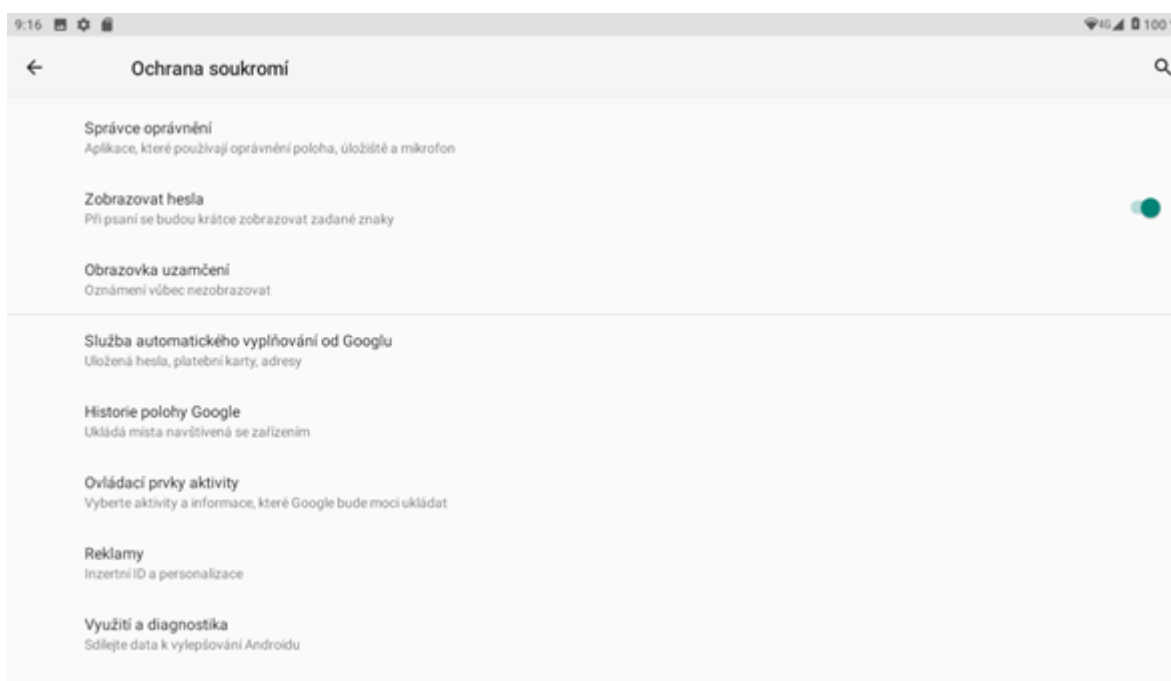 9:16
4G 100
Ochrana soukromí
Správce oprávnění
Aplikace, které používají oprávnění poloha, úložiště a mikrofon
Zobrazovat hesla
Při psaní se budou krátce zobrazovat zadané znaky
Obrazovka uzamčení
Oznámení vůbec nezobrazovat
Služba automatického vyplňování od Googlu
Uložená hesla, platební karty, adresy
Historie polohy Google
Ukládá místa navštívená se zařízením
Ovládací prvky aktivity
Vyberte aktivity a informace, které Google bude moci ukládat
Reklamy
Inzertní ID a personalizace
Využití a diagnostika
Sdílejte data k vylepšování Androidu